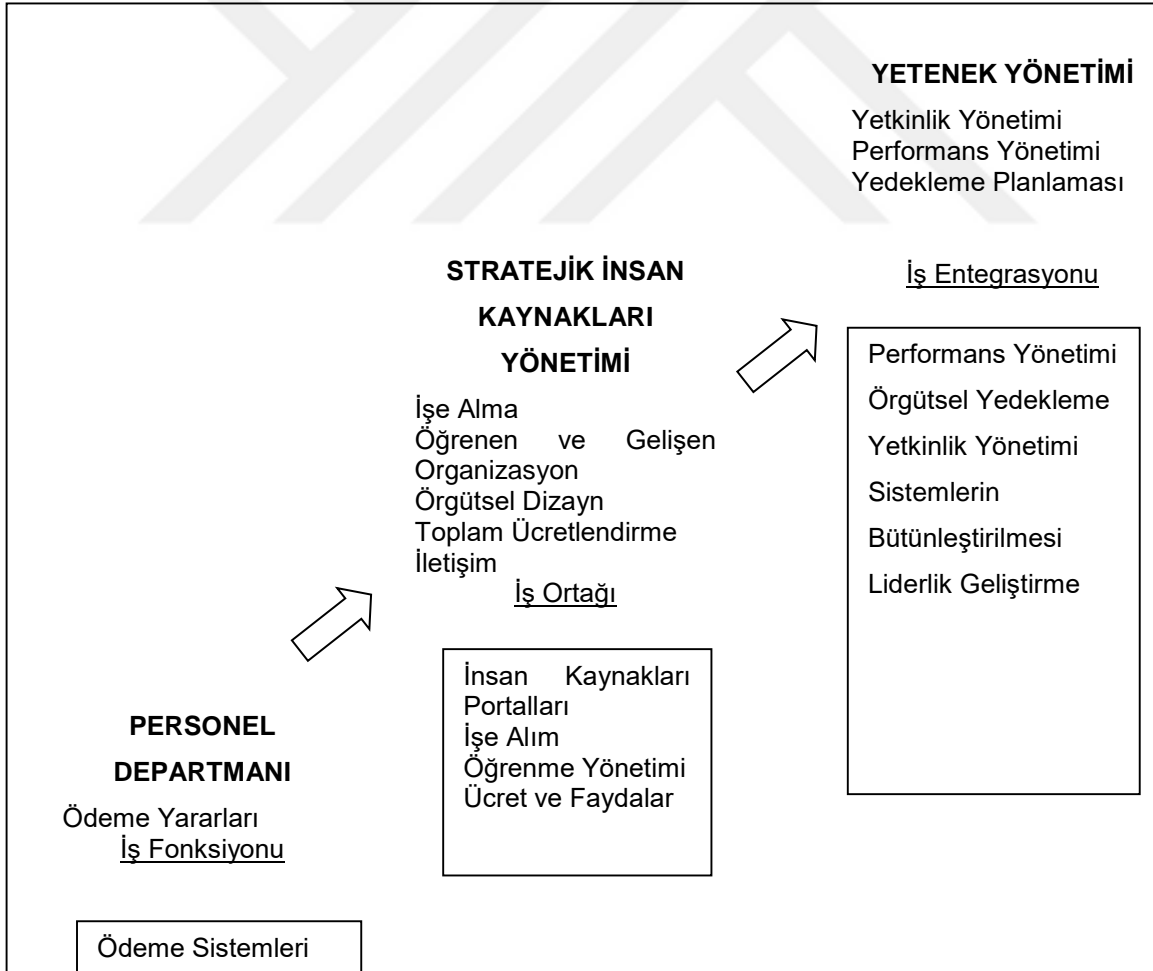 YETENEK YÖNETİMİ
Yetkinlik Yönetimi
Performans Yönetimi
Yedekleme Planlaması
İş Entegrasyonu
Performans Yönetimi
Örgütsel Yedekleme
Yetkinlik Yönetimi
Sistemlerin
Bütünleştirilmesi
Liderlik Geliştirme
STRATEJİK İNSAN
KAYNAKLARI
YÖNETİMİ
İşe Alma
Öğrenen ve Gelişen
Organizasyon
Örgütsel Dizayn
Toplam Ücretlendirme
İletişim
İş Ortağı
İnsan Kaynakları
Portalları
İşe Alım
Öğrenme Yönetimi
Ücret ve Faydalar
PERSONEL
DEPARTMANI
Ödeme Yararları
İş Fonksiyonu
Ödeme Sistemleri